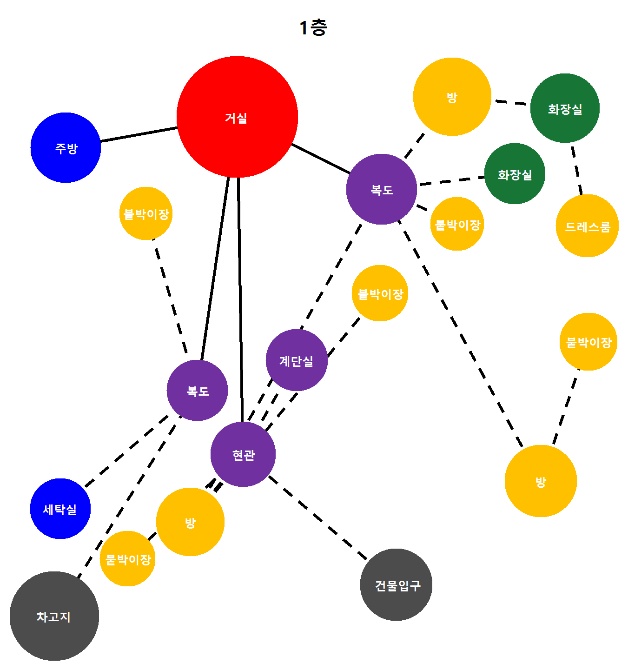 1층
거실
방
화장실
주방
화장실
복도
붙박이장
붙박이장
드레스룸
붙박이장
붙박이장
계단실
복도
현관
방
세탁실
방
붙박이장
건물입구
차고지